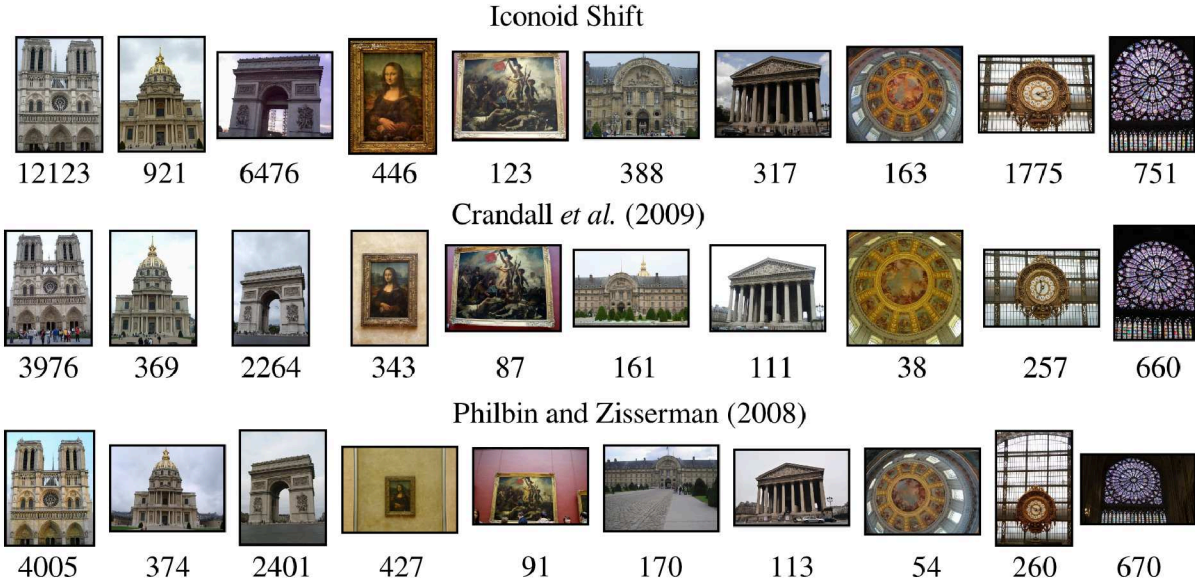 Iconoid Shift
12123 921 6476 446 123 388 317 163 1775 751
Crandall et al. (2009)
3976 369 2264 343 87 161 111 38 257 660
Philbin and Zisserman (2008)
4005 374 2401 427 91 170 113 54 260 670